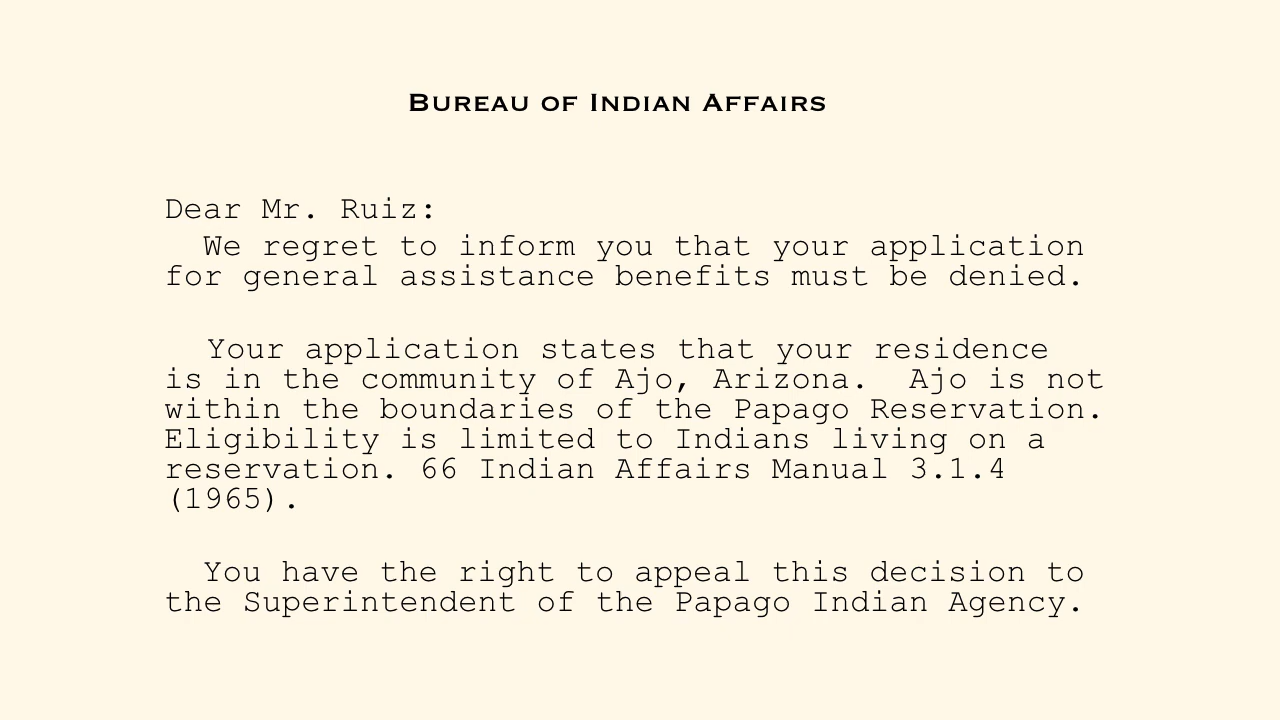 Bureau of Indian Affairs
Dear Mr. Ruiz:
We regret to inform you that your application
for general assistance benefits must be denied.
Your application states that your residence
is in the community of Ajo, Arizona.  Ajo is not
within the boundaries of the Papago Reservation.
Eligibility is limited to Indians living on a
reservation. 66 Indian Affairs Manual 3.1.4
(1965).
You have the right to appeal this decision to
the Superintendent of the Papago Indian Agency.